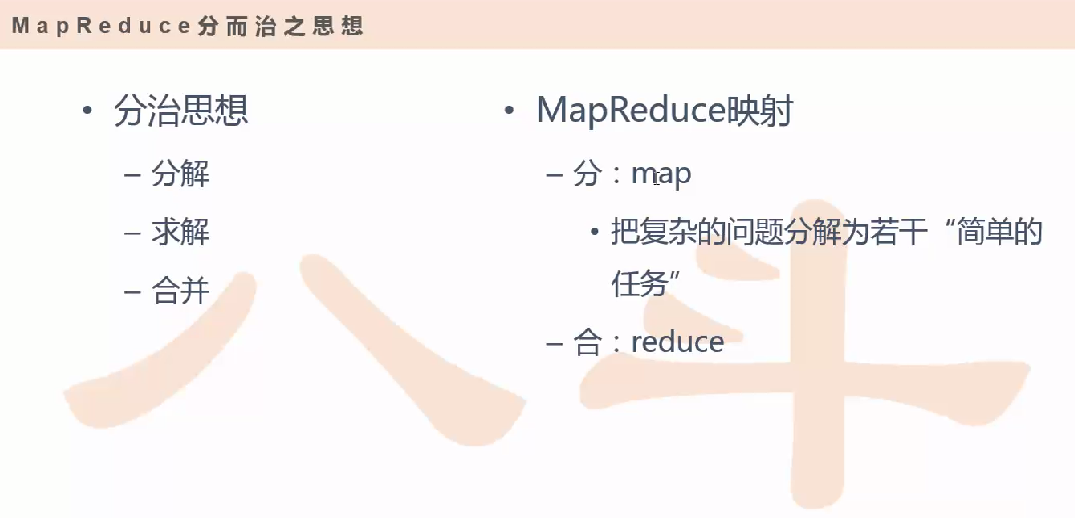 MapReduce分而治之思想
• 分治思想
– 分解
– 求解
– 合并
• MapReduce映射
– 分：map
• 把复杂的问题分解为若干“简单的
任务”
– 合：reduce
八斗